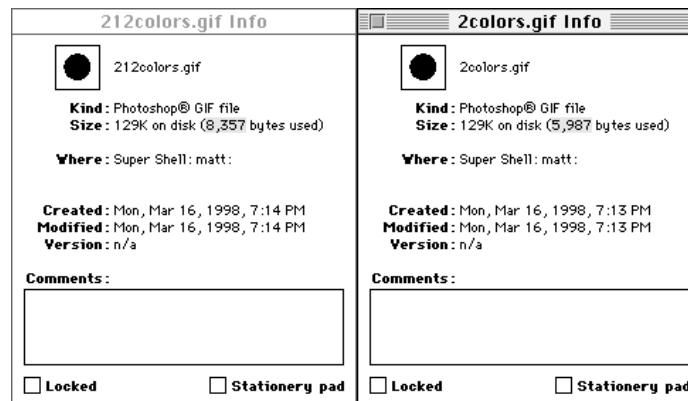 212colors.gif Info
212colors.gif
Kind: Photoshop® GIF file
Size: 129K on disk (8,357 bytes used)
Where: Super Shell: matt:
Created: Mon, Mar 16, 1998, 7:14 PM
Modified: Mon, Mar 16, 1998, 7:14 PM
Version: n/a
Comments:
Locked
Stationery pad
2colors.gif Info
2colors.gif
Kind: Photoshop® GIF file
Size: 129K on disk (5,987 bytes used)
Where: Super Shell: matt:
Created: Mon, Mar 16, 1998, 7:13 PM
Modified: Mon, Mar 16, 1998, 7:13 PM
Version: n/a
Comments:
Locked
Stationery pad